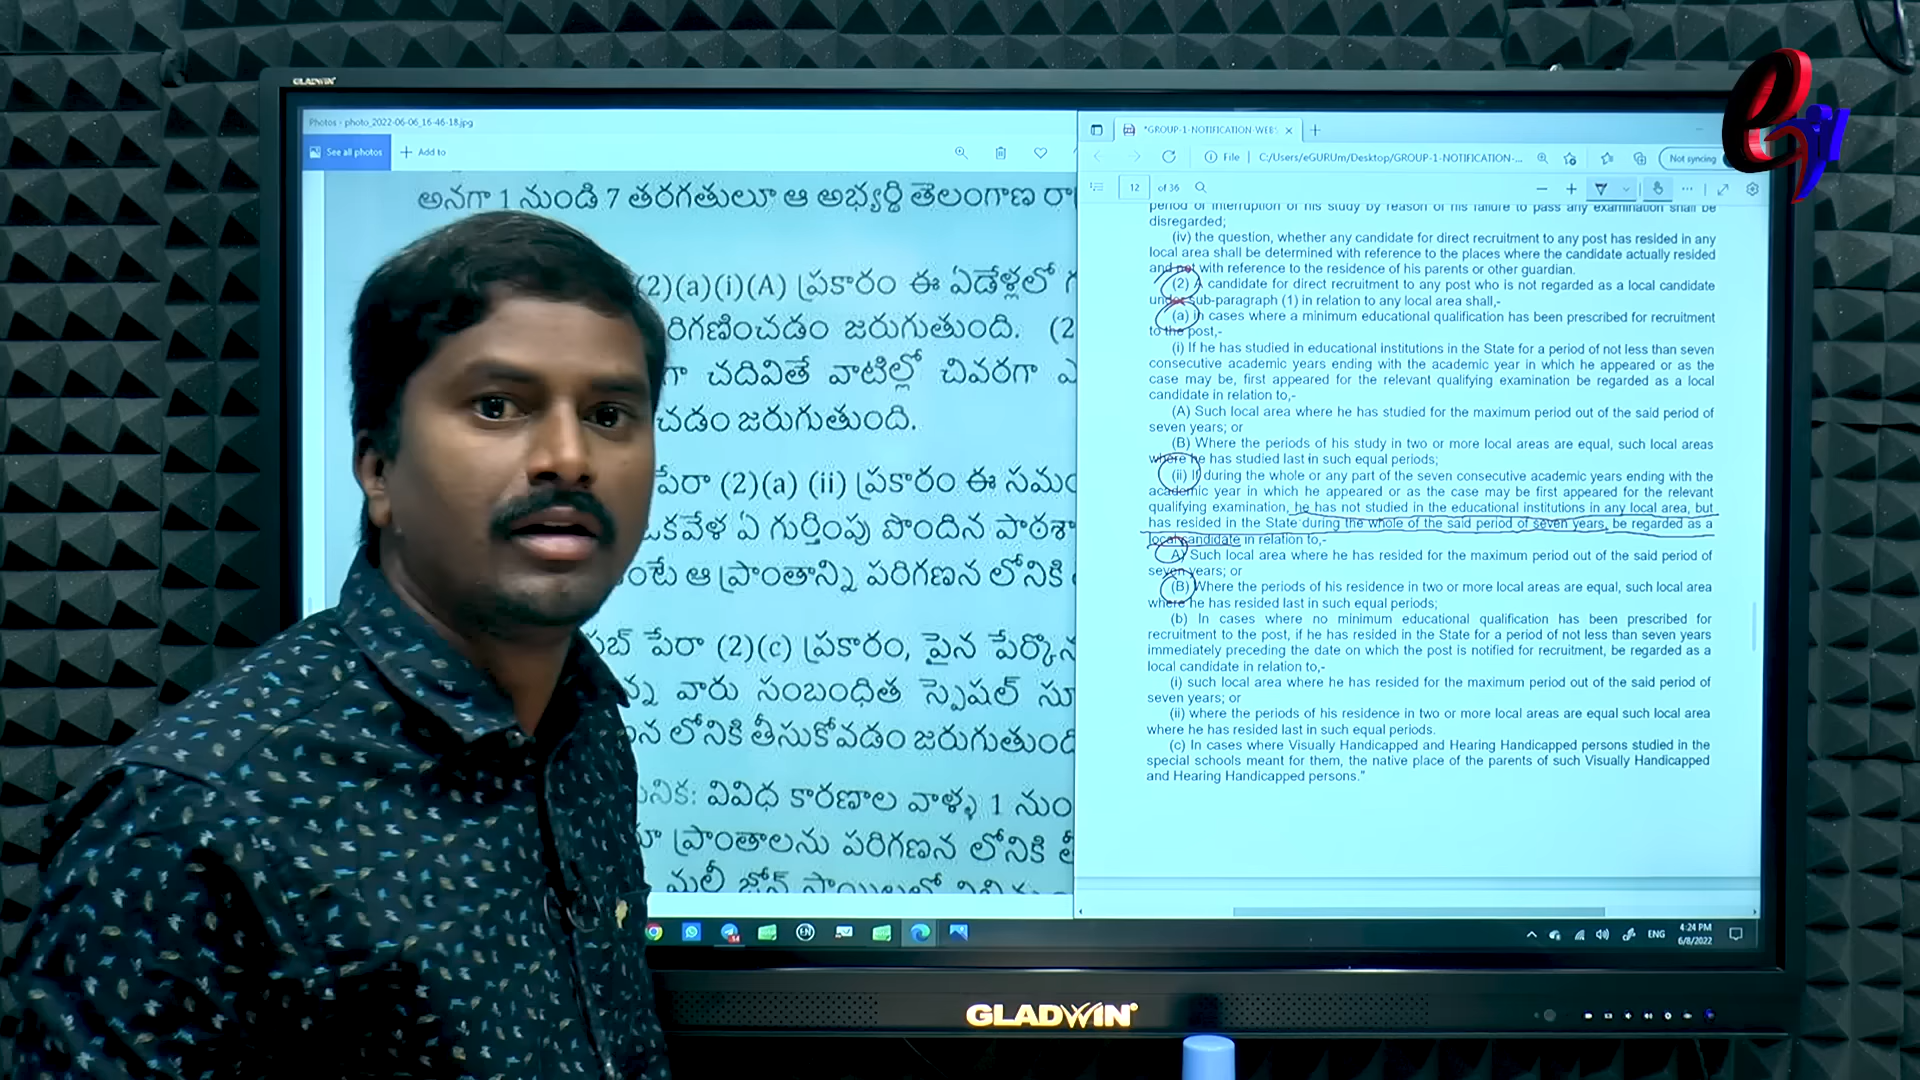 GLADWIN
Photos - photo_2022-06-06_16-46-18.jpg
See all photos
Add to
అనగా 1 నుండి 7 తరగతులూ ఆ అభ్యర్థి తెలంగాణ
(2)(a)(i)(A) ప్రకారం ఈ ఏడేళ్లలో
రిగణించడం జరుగుతుంది. (2
గా చదివితే వాటిల్లో చివరగా
చడం జరుగుతుంది.
పేరా (2)(a) (ii) ప్రకారం ఈ
ఒకవేళ ఏ గుర్తింపు పొందిన
ంటే ఆ ప్రాంతాన్ని పరిగణన లోనికి
సబ్ పేరా (2)(c) ప్రకారం, పైన
న్న వారు సంబంధిత స్పెషల్
న లోనికి తీసుకోవడం జరుగుతుంది
నిక: వివిధ కారణాల వాళ్ళ 1
ప్రాంతాలను పరిగణన లోనికి
*GROUP-1-NOTIFICATION-WEB
File
C:/Users/eGURUm/Desktop/GROUP-1-NOTIFICATION-...
Not syncing
12 of 36
period of interruption of his study by reason of his failure to pass any examination shall be
disregarded;
(iv) the question, whether any candidate for direct recruitment to any post has resided in any
local area shall be determined with reference to the places where the candidate actually resided
and not with reference to the residence of his parents or other guardian.
(2) A candidate for direct recruitment to any post who is not regarded as a local candidate
under sub-paragraph (1) in relation to any local area shall,-
(a) in cases where a minimum educational qualification has been prescribed for recruitment
to the post,-
(i) If he has studied in educational institutions in the State for a period of not less than seven
consecutive academic years ending with the academic year in which he appeared or as the
case may be, first appeared for the relevant qualifying examination be regarded as a local
candidate in relation to,-
(A) Such local area where he has studied for the maximum period out of the said period of
seven years; or
(B) Where the periods of his study in two or more local areas are equal, such local areas
where he has studied last in such equal periods;
(ii) If during the whole or any part of the seven consecutive academic years ending with the
academic year in which he appeared or as the case may be first appeared for the relevant
qualifying examination, he has not studied in the educational institutions in any local area, but
has resided in the State during the whole of the said period of seven years, be regarded as a
local candidate in relation to,-
A) Such local area where he has resided for the maximum period out of the said period of
seven years; or
(B) Where the periods of his residence in two or more local areas are equal, such local area
where he has resided last in such equal periods;
(b) In cases where no minimum educational qualification has been prescribed for
recruitment to the post, if he has resided in the State for a period of not less than seven years
immediately preceding the date on which the post is notified for recruitment, be regarded as a
local candidate in relation to,-
(i) such local area where he has resided for the maximum period out of the said period of
seven years; or
(ii) where the periods of his residence in two or more local areas are equal such local area
where he has resided last in such equal periods.
(c) In cases where Visually Handicapped and Hearing Handicapped persons studied in the
special schools meant for them, the native place of the parents of such Visually Handicapped
and Hearing Handicapped persons."
ENG
4:24 PM
6/8/2022
GLADWIN